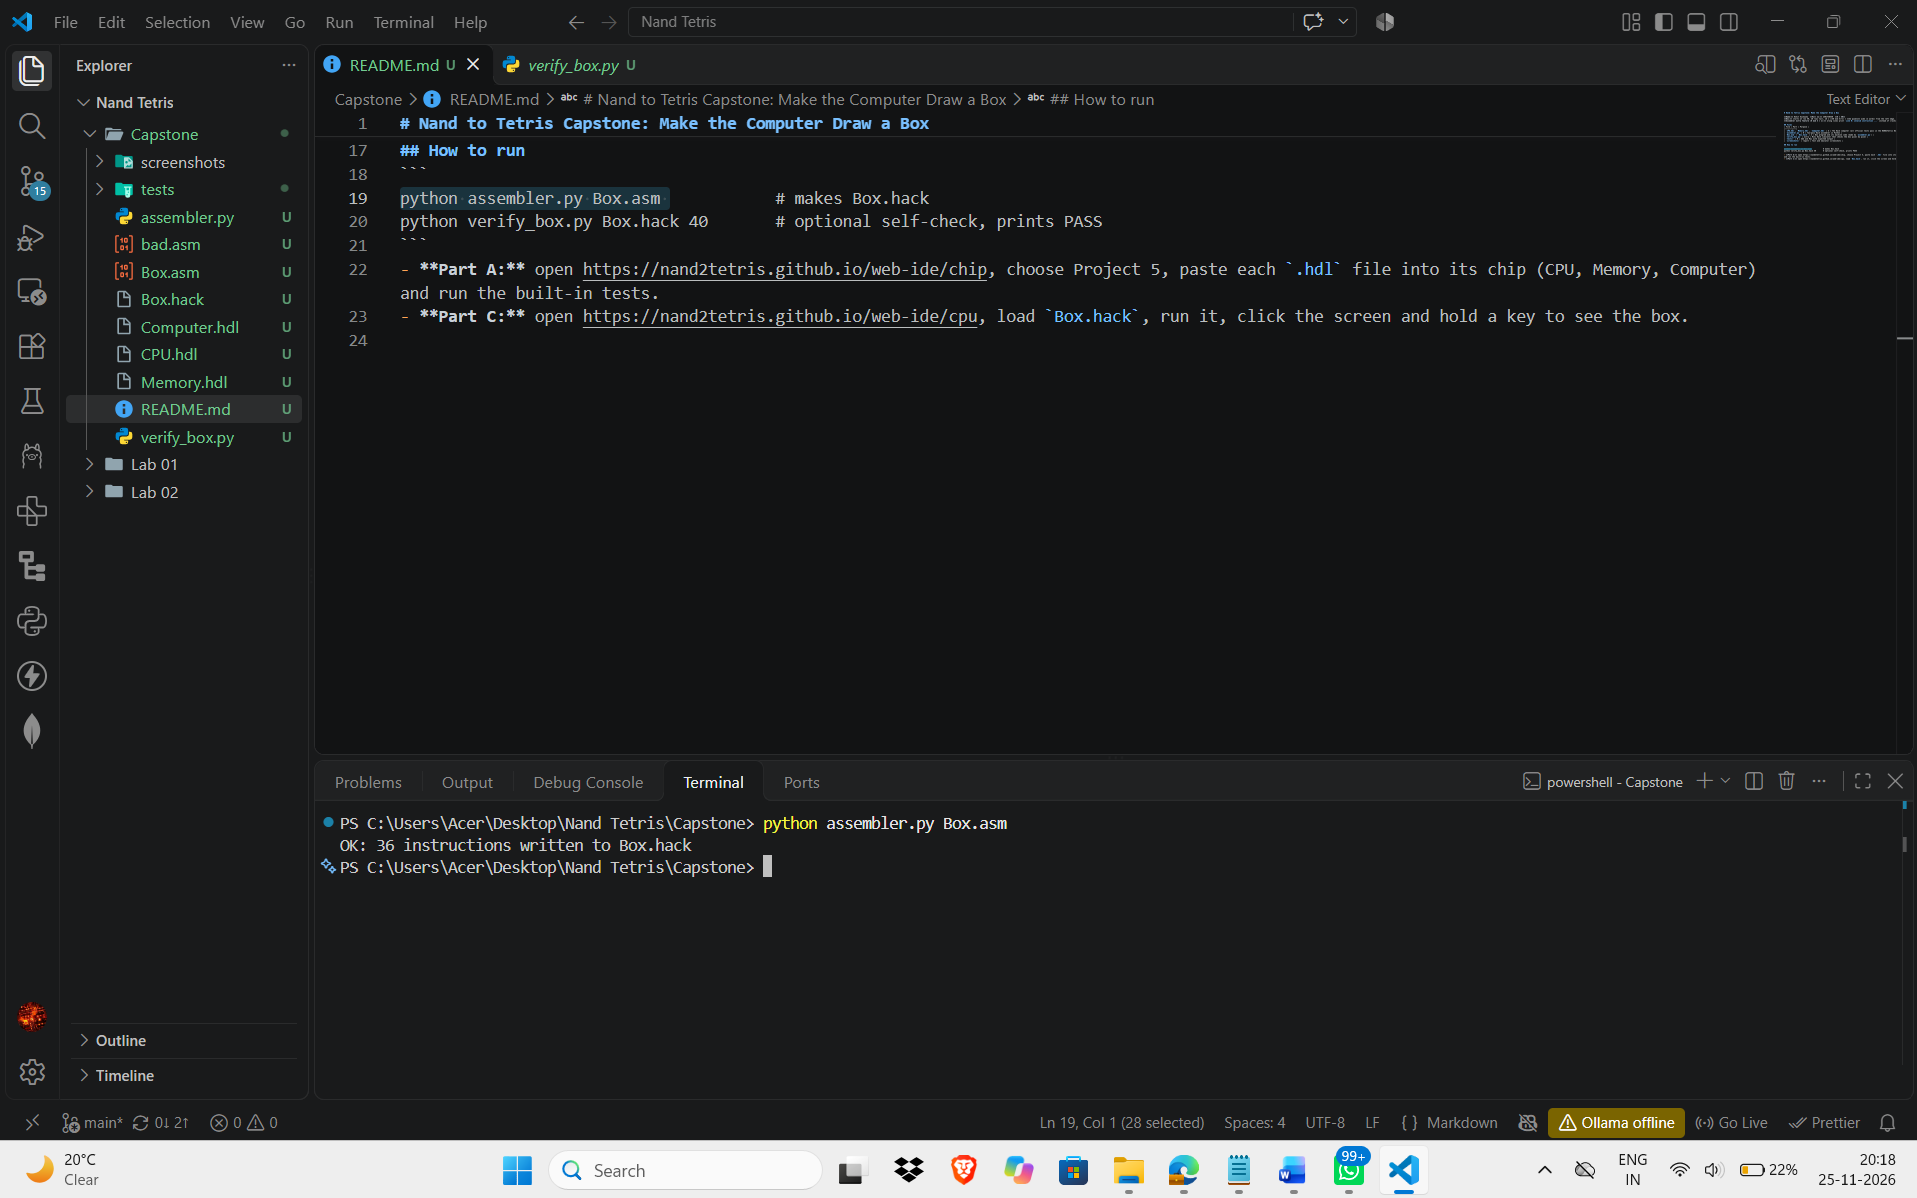 File Edit Selection View Go Run Terminal Help
Nand Tetris
Explorer
Nand Tetris
Capstone
screenshots
tests
assembler.py U
bad.asm U
Box.asm U
Box.hack U
Computer.hdl U
CPU.hdl U
Memory.hdl U
README.md U
verify_box.py U
Lab 01
Lab 02
Outline
Timeline
15
README.md U
verify_box.py U
Capstone > README.md > # Nand to Tetris Capstone: Make the Computer Draw a Box > ## How to run
Text Editor
1 # Nand to Tetris Capstone: Make the Computer Draw a Box
17 ## How to run
18 ```
19 python assembler.py Box.asm # makes Box.hack
20 python verify_box.py Box.hack 40 # optional self-check, prints PASS
21 ```
22 - **Part A:** open https://nand2tetris.github.io/web-ide/chip, choose Project 5, paste each `.hdl` file into its chip (CPU, Memory, Computer)
and run the built-in tests.
23 - **Part C:** open https://nand2tetris.github.io/web-ide/cpu, load `Box.hack`, run it, click the screen and hold a key to see the box.
24
Problems Output Debug Console Terminal Ports
powershell - Capstone
PS C:\Users\Acer\Desktop\Nand Tetris\Capstone> python assembler.py Box.asm
OK: 36 instructions written to Box.hack
PS C:\Users\Acer\Desktop\Nand Tetris\Capstone>
main* 0↓ 2↑ 0 0
Ln 19, Col 1 (28 selected) Spaces: 4 UTF-8 LF { } Markdown Ollama offline Go Live Prettier
20°C
Clear
Search
99+
ENG
IN
22%
20:18
25-11-2026